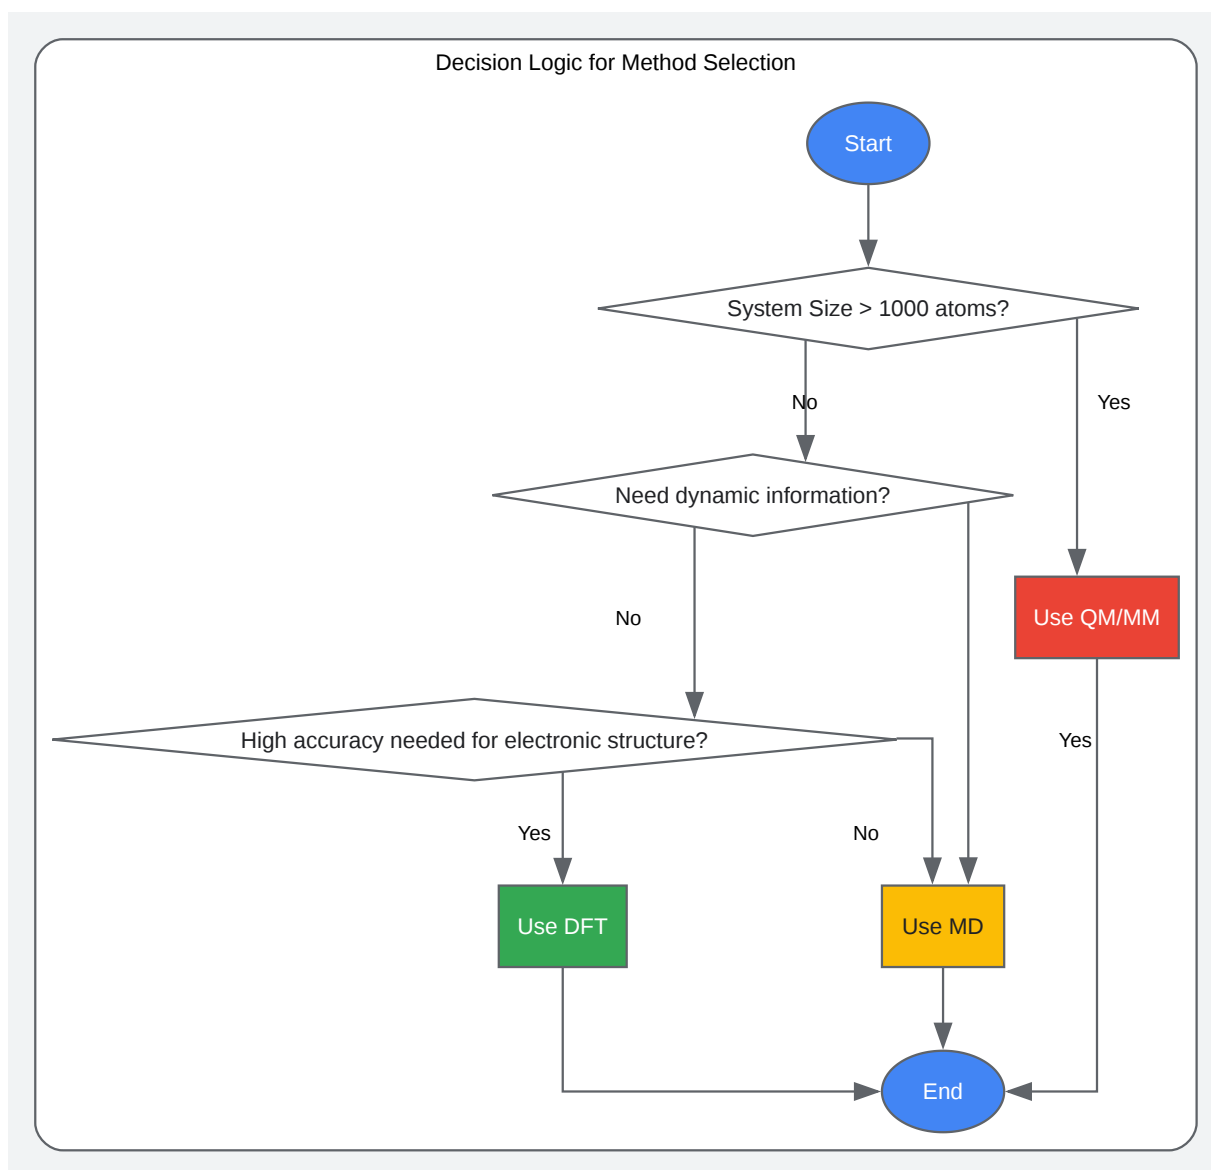 Decision Logic for Method Selection
Start
System Size > 1000 atoms?
No
Yes
Need dynamic information?
No
Use QM/MM
High accuracy needed for electronic structure?
Yes
Yes
No
Use DFT
Use MD
End